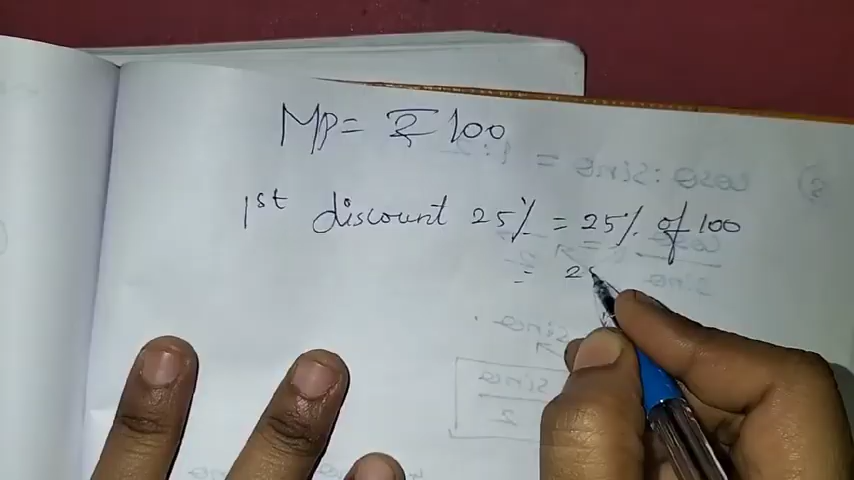 MP = ₹ 100
1st discount 25% = 25% of 100
= 25